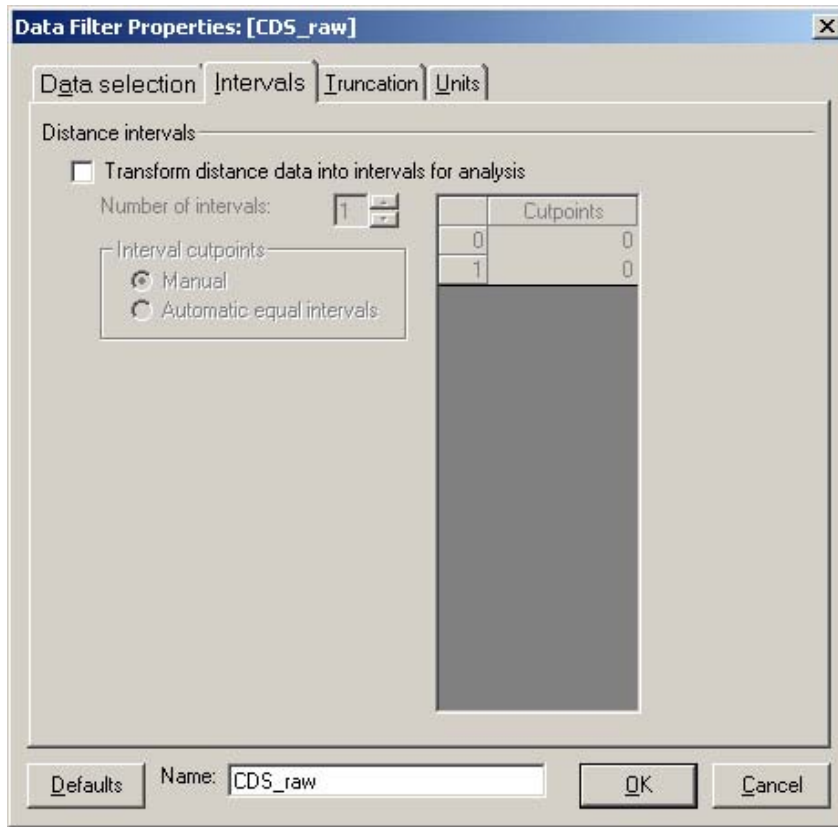 Data Filter Properties: [CDS_raw]
Data selection Intervals Truncation Units
Distance intervals
Transform distance data into intervals for analysis
Number of intervals: 1
Cutpoints
0 0
1 0
Interval cutpoints
Manual
Automatic equal intervals
Defaults Name: CDS_raw OK Cancel